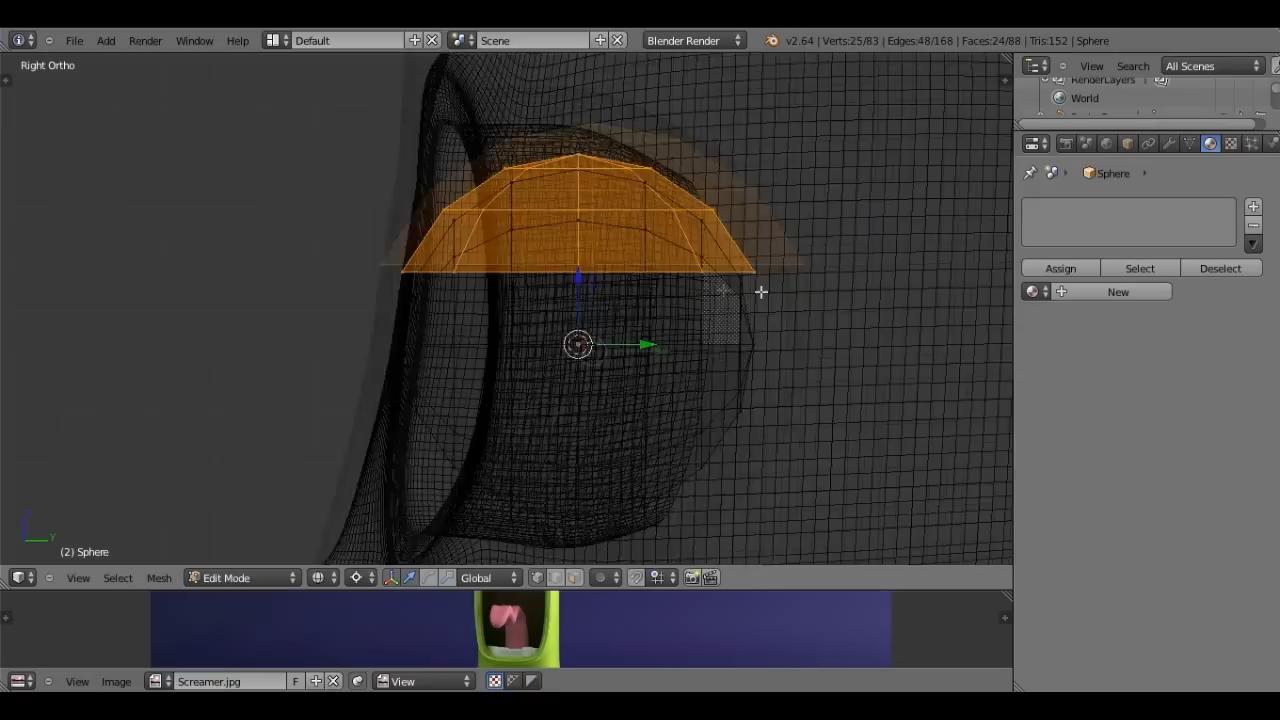 File Add Render Window Help Default Scene Blender Render v2.64 | Verts:25/83 | Edges:48/168 | Faces:24/88 | Tris:152 | Sphere
Right Ortho
View Search All Scenes
RenderLayers
World
Sphere
Assign Select Deselect
New
z
y
(2) Sphere
View Select Mesh Edit Mode Global
View Image Screamer.jpg F View